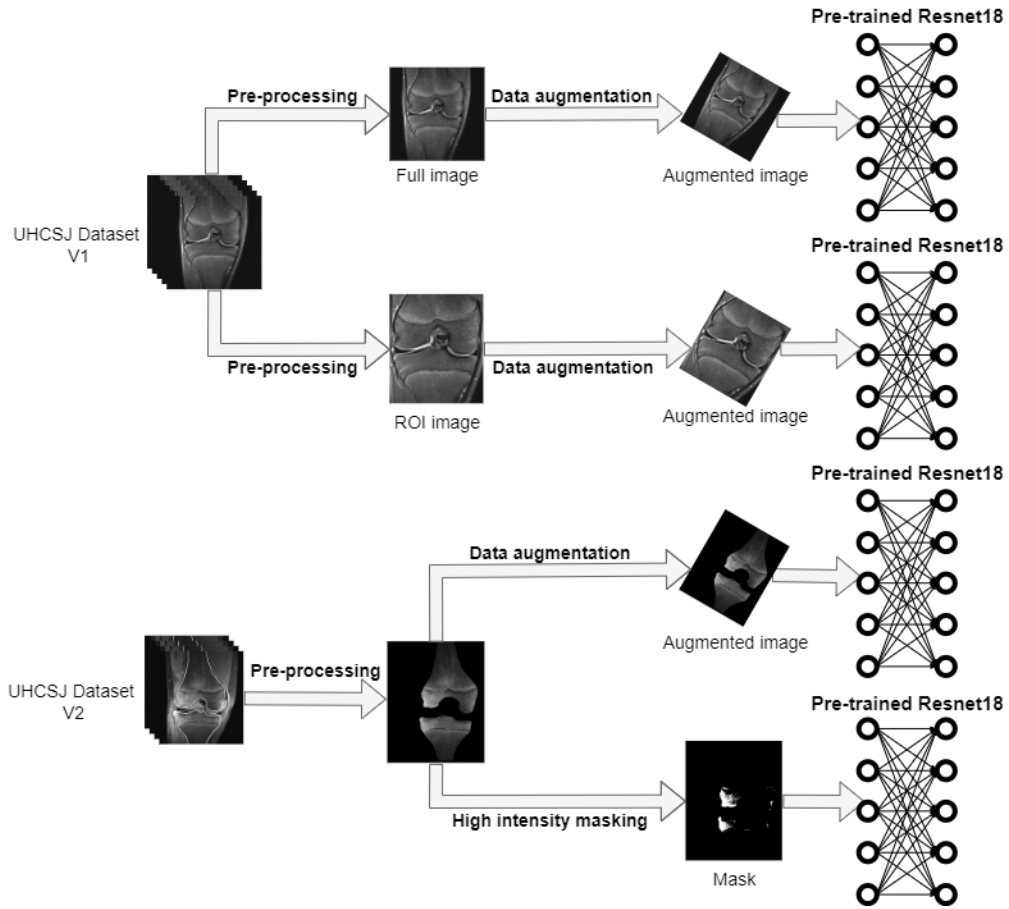 Pre-trained Resnet18
Pre-processing
Data augmentation
Full image
Augmented image
UHCSJ Dataset
V1
Pre-trained Resnet18
Pre-processing
Data augmentation
ROI image
Augmented image
Pre-trained Resnet18
Data augmentation
Augmented image
UHCSJ Dataset
V2
Pre-processing
Pre-trained Resnet18
High intensity masking
Mask